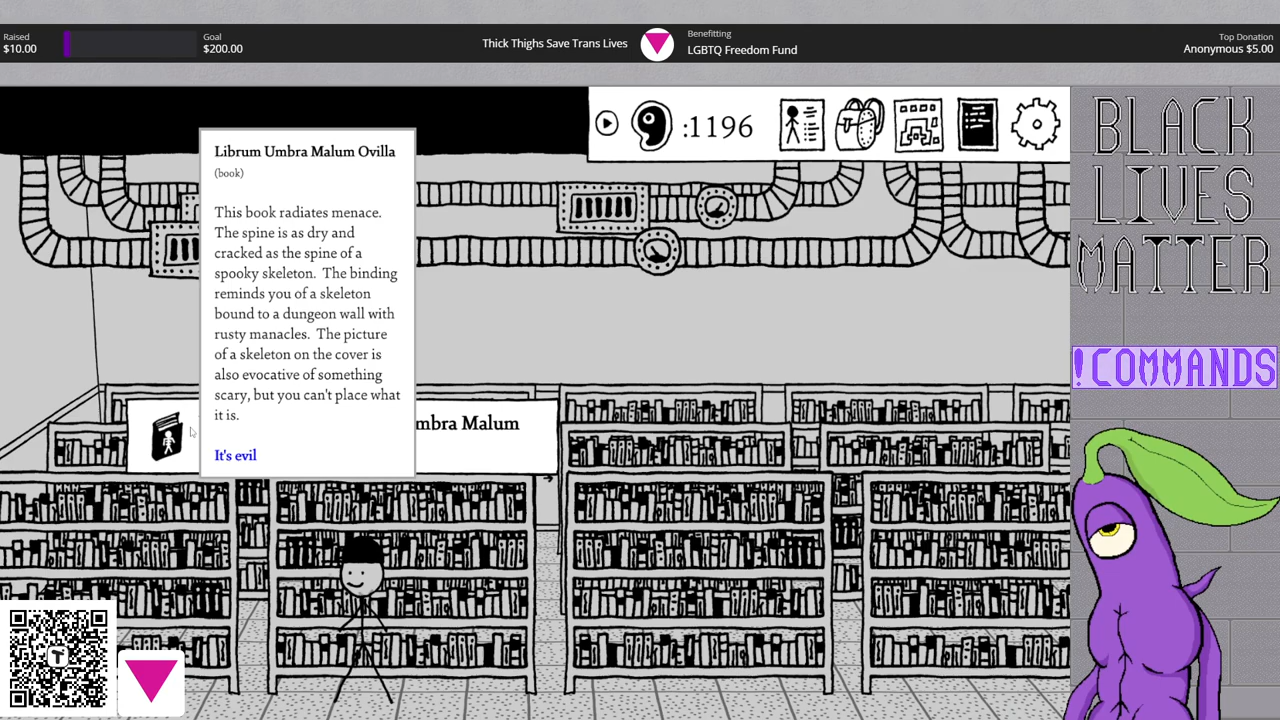 Raised
$10.00
Goal
$200.00
Thick Thighs Save Trans Lives
Benefitting
LGBTQ Freedom Fund
Top Donation
Anonymous $5.00
:1196
BLACK
LIVES
MATTER
Librum Umbra Malum Ovilla
(book)
This book radiates menace.
The spine is as dry and
cracked as the spine of a
spooky skeleton. The binding
reminds you of a skeleton
bound to a dungeon wall with
rusty manacles. The picture
of a skeleton on the cover is
also evocative of something
scary, but you can't place what
it is.
It's evil
mbra Malum
!COMMANDS
T